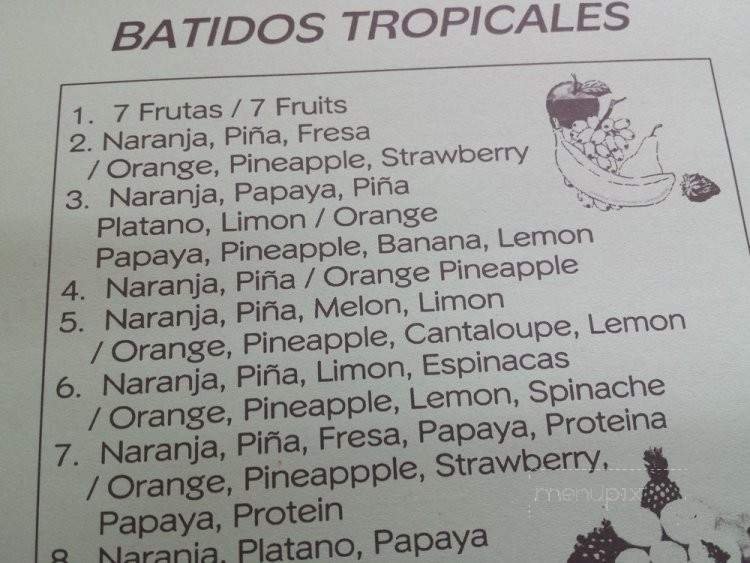 BATIDOS TROPICALES
1. 7 Frutas / 7 Fruits
2. Naranja, Piña, Fresa
/ Orange, Pineapple, Strawberry
3. Naranja, Papaya, Piña
Platano, Limon / Orange
Papaya, Pineapple, Banana, Lemon
4. Naranja, Piña / Orange Pineapple
5. Naranja, Piña, Melon, Limon
/ Orange, Pineapple, Cantaloupe, Lemon
6. Naranja, Piña, Limon, Espinacas
/ Orange, Pineapple, Lemon, Spinache
7. Naranja, Piña, Fresa, Papaya, Proteina
/ Orange, Pineappple, Strawberry,
Papaya, Protein
8. Naranja, Platano, Papaya
menupix